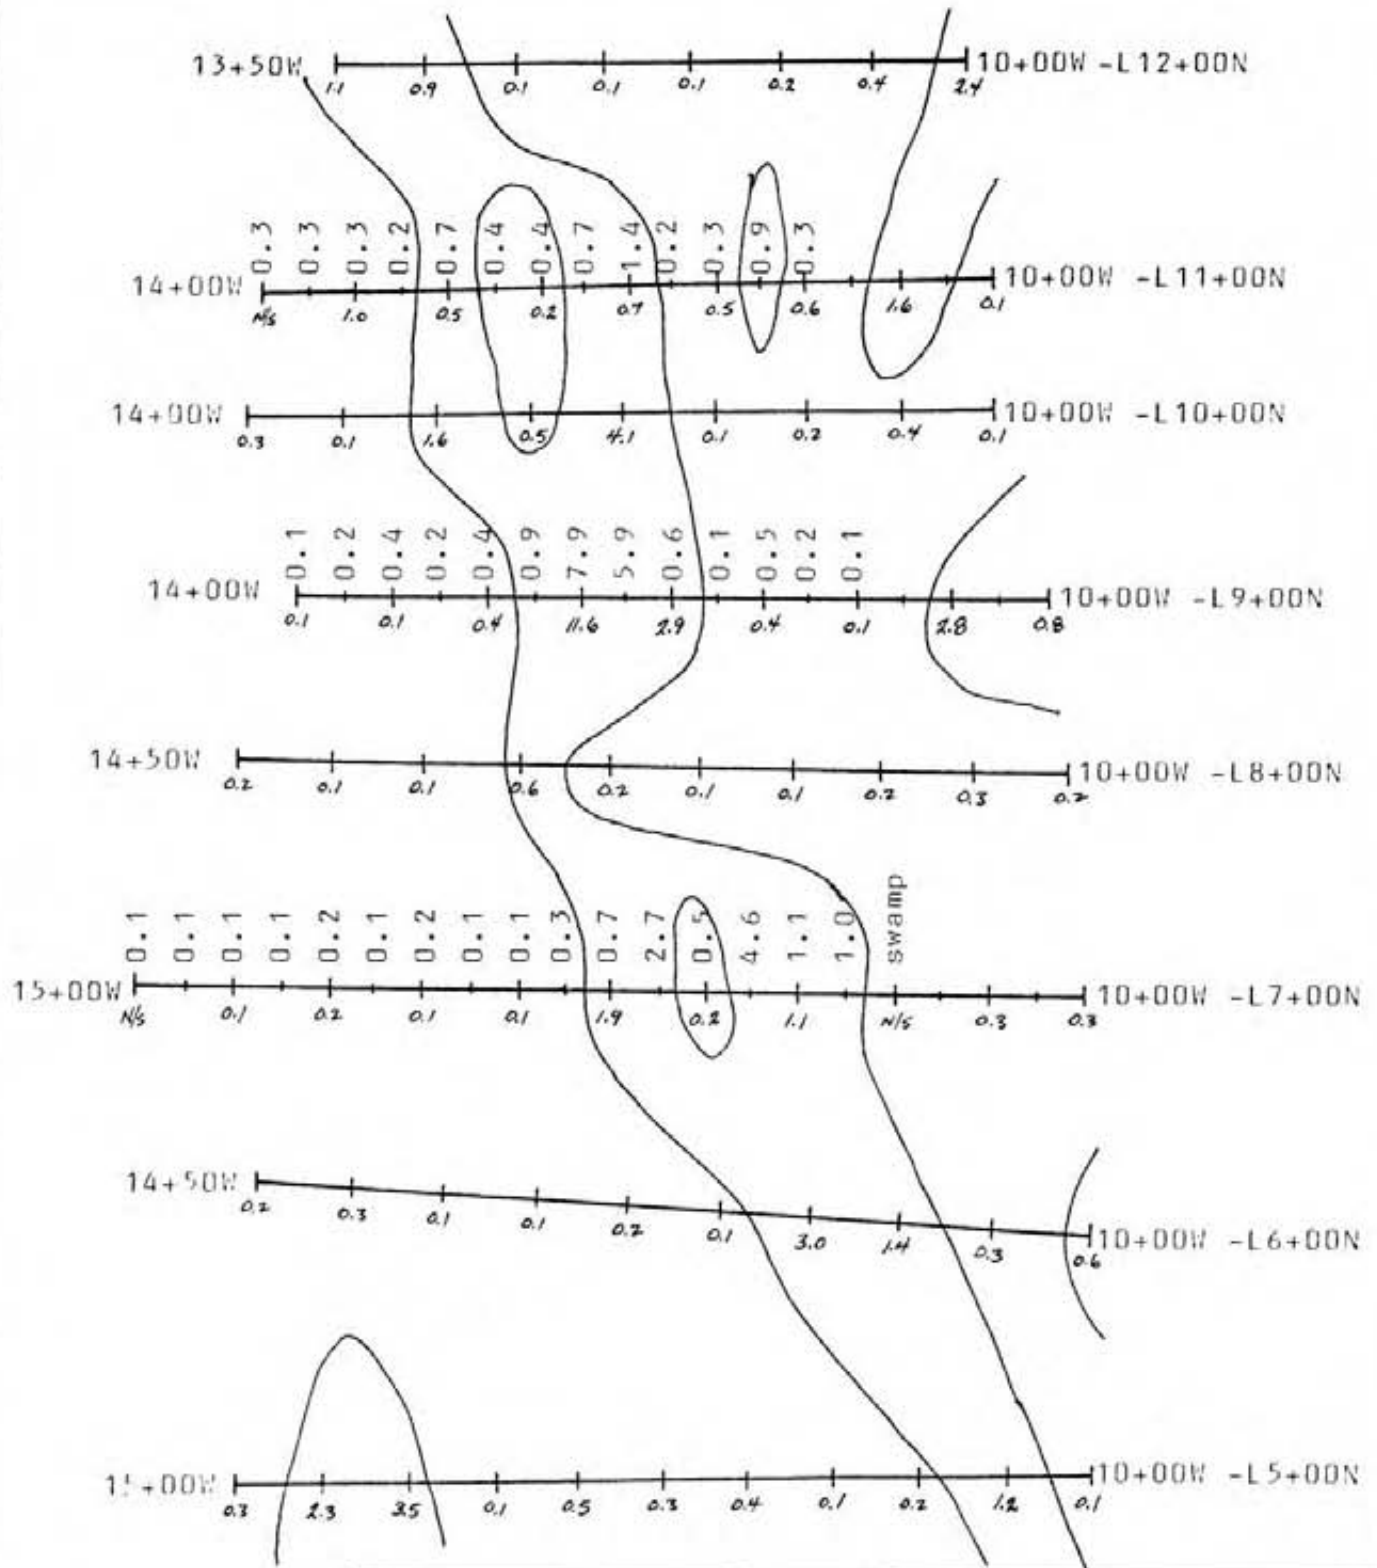 13+50W 10+00W -L12+00N
1.1 0.9 0.1 0.1 0.1 0.2 0.4 2.4
0.3 0.3 0.3 0.2 0.7 0.4 0.4 0.7 1.4 0.2 0.3 0.9 0.3
14+00W 10+00W -L11+00N
N/S 1.0 0.5 0.2 0.7 0.5 0.6 1.6 0.1
14+00W 10+00W -L10+00N
0.3 0.1 1.6 0.5 4.1 0.1 0.2 0.4 0.1
0.1 0.2 0.4 0.2 0.4 0.9 7.9 5.9 0.6 0.1 0.5 0.2 0.1
14+00W 10+00W -L9+00N
0.1 0.1 0.4 11.6 2.9 0.4 0.1 2.8 0.8
14+50W 10+00W -L8+00N
0.2 0.1 0.1 0.6 0.2 0.1 0.1 0.2 0.3 0.2
0.1 0.1 0.1 0.1 0.2 0.1 0.2 0.1 0.1 0.3 0.7 2.7 0.5 4.6 1.1 1.0 swamp
15+00W 10+00W -L7+00N
N/S 0.1 0.2 0.1 0.1 1.9 0.2 1.1 N/S 0.3 0.3
14+50W 10+00W -L6+00N
0.2 0.3 0.1 0.1 0.2 0.1 3.0 1.4 0.3 0.6
+00W 10+00W -L5+00N
0.3 2.3 3.5 0.1 0.5 0.3 0.4 0.1 0.2 1.2 0.1